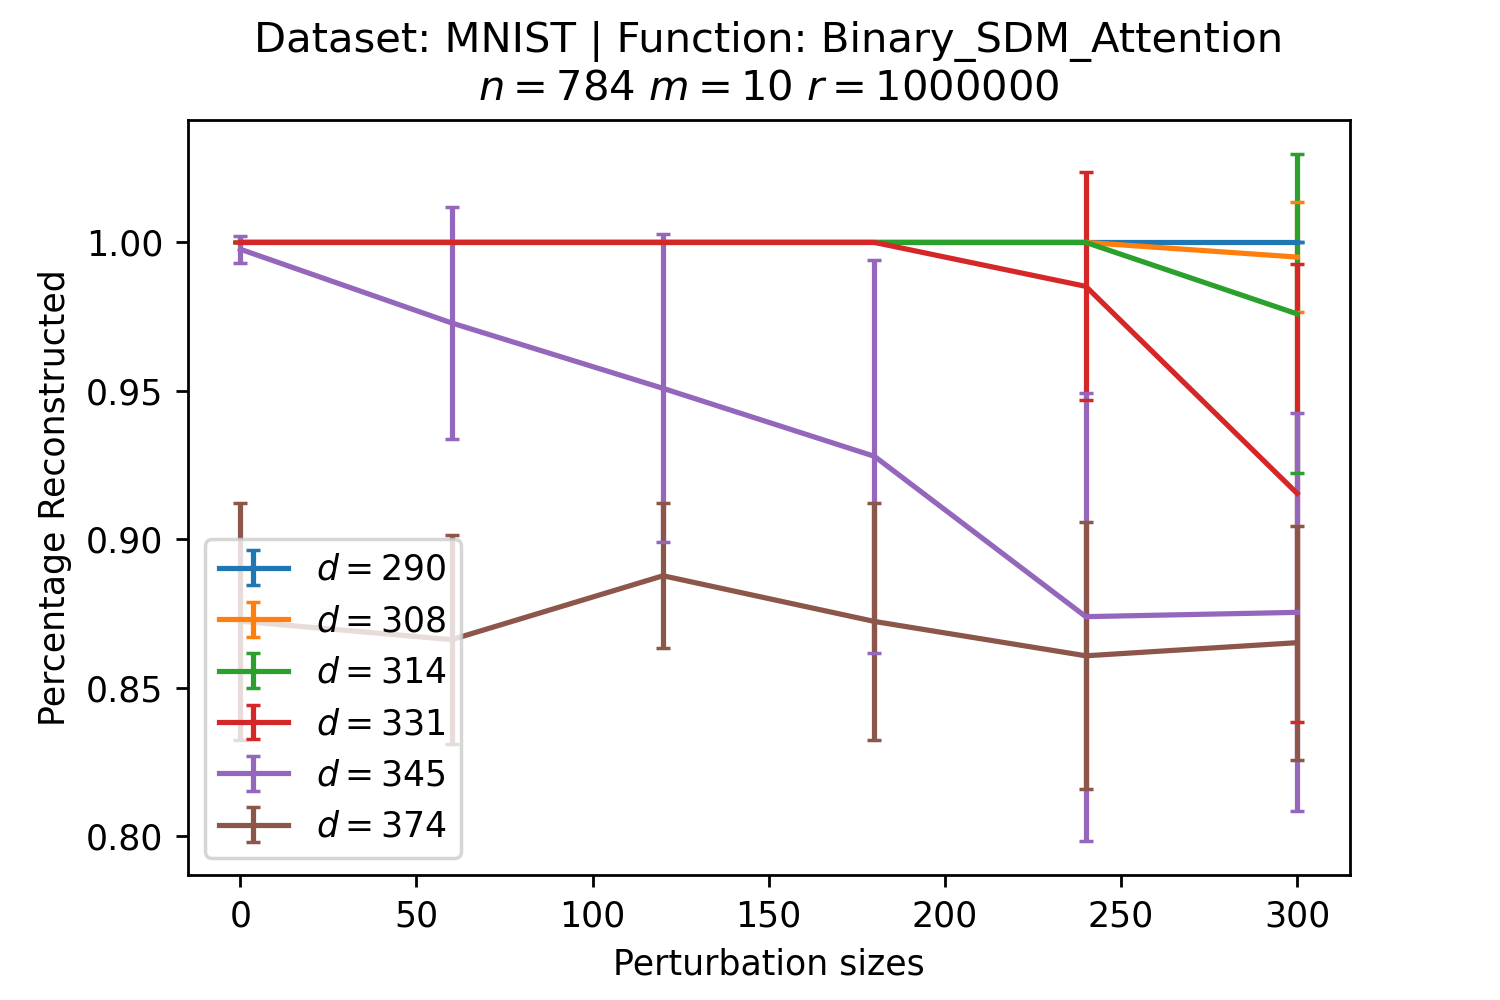 Dataset: MNIST | Function: Binary_SDM_Attention
n = 784 m = 10 r = 1000000
Percentage Reconstructed
1.00
0.95
0.90
0.85
0.80
d = 290
d = 308
d = 314
d = 331
d = 345
d = 374
0 50 100 150 200 250 300
Perturbation sizes